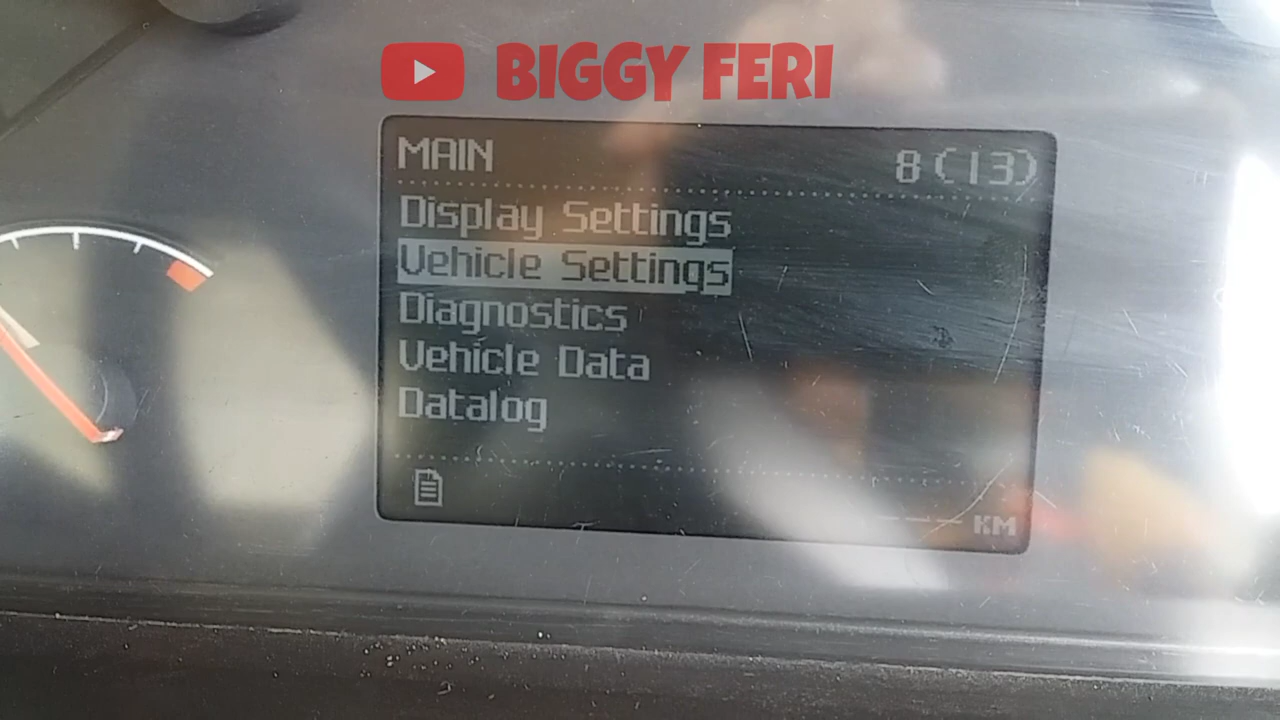 BIGGY FERI
MAIN 8(13)
Display Settings
Vehicle Settings
Diagnostics
Vehicle Data
Datalog
--- KM